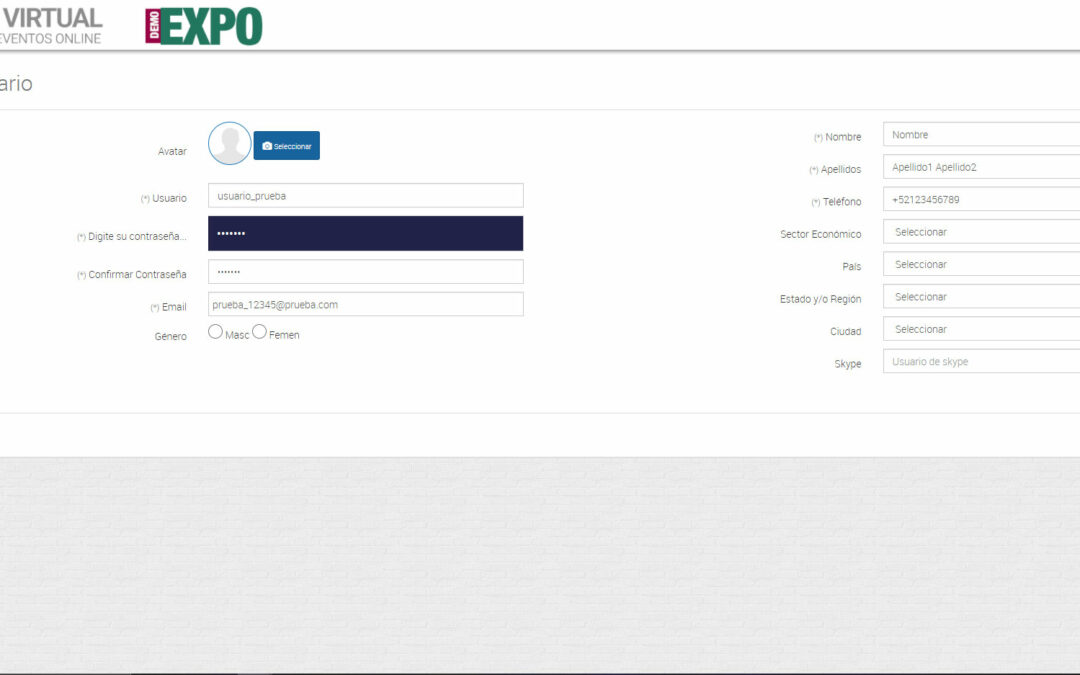 VIRTUAL
EVENTOS ONLINE
DEMO
EXPO
ario
Avatar
Seleccionar
(*) Usuario
usuario_prueba
(*) Digite su contraseña...
•••••••
(*) Confirmar Contraseña
•••••••
(*) Email
prueba_12345@prueba.com
Género
Masc
Femen
(*) Nombre
Nombre
(*) Apellidos
Apellido1 Apellido2
(*) Teléfono
+52123456789
Sector Económico
Seleccionar
País
Seleccionar
Estado y/o Región
Seleccionar
Ciudad
Seleccionar
Skype
Usuario de skype